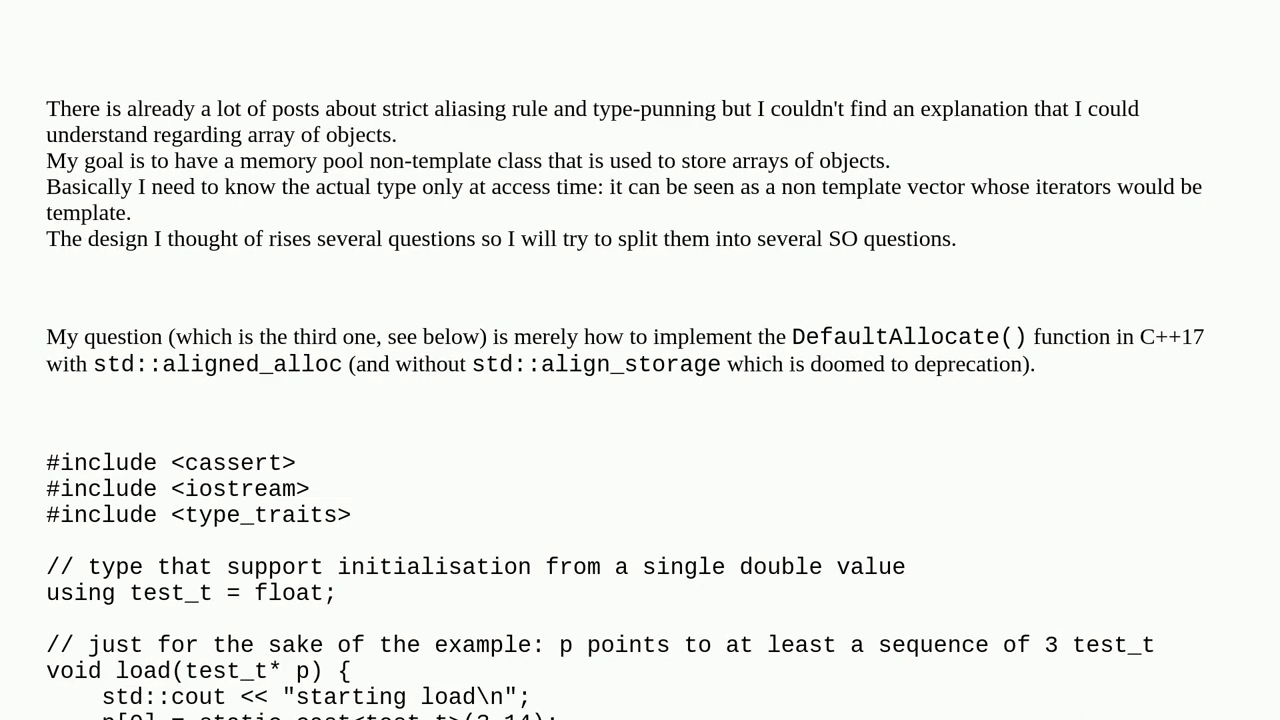 There is already a lot of posts about strict aliasing rule and type-punning but I couldn't find an explanation that I could
understand regarding array of objects.
My goal is to have a memory pool non-template class that is used to store arrays of objects.
Basically I need to know the actual type only at access time: it can be seen as a non template vector whose iterators would be
template.
The design I thought of rises several questions so I will try to split them into several SO questions.
My question (which is the third one, see below) is merely how to implement the DefaultAllocate() function in C++17
with std::aligned_alloc (and without std::align_storage which is doomed to deprecation).
#include <cassert>
#include <iostream>
#include <type_traits>
// type that support initialisation from a single double value
using test_t = float;
// just for the sake of the example: p points to at least a sequence of 3 test_t
void load(test_t* p) {
    std::cout << "starting load\n";
    p[0] = static_cast<test_t>(3.14);